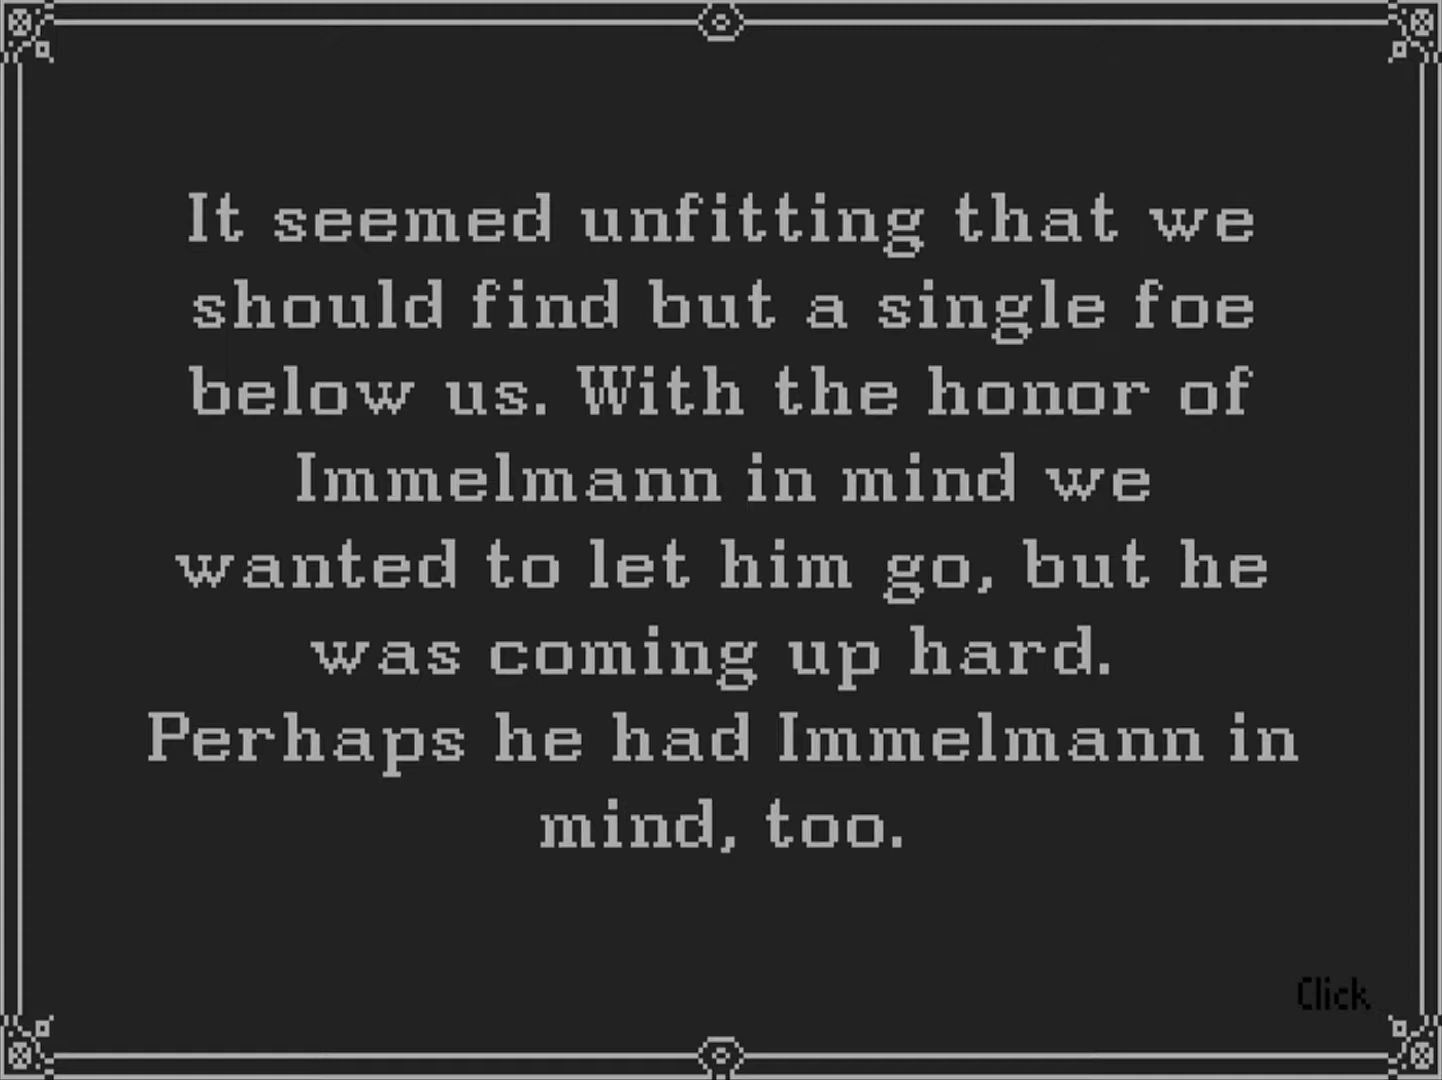 It seemed unfitting that we
should find but a single foe
below us. With the honor of
Immelmann in mind we
wanted to let him go, but he
was coming up hard.
Perhaps he had Immelmann in
mind, too.
Click